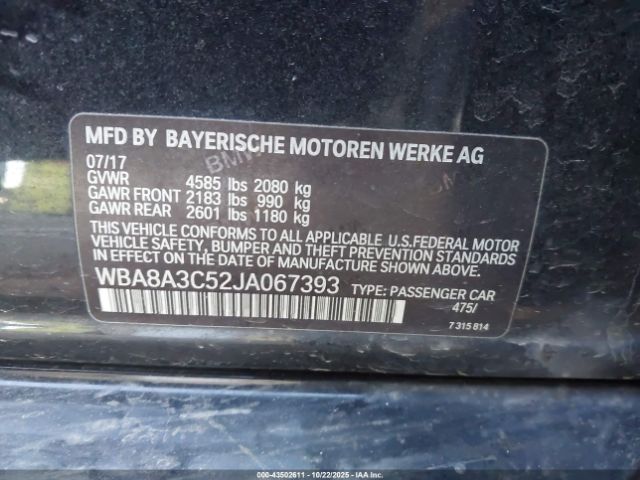 MFD BY BAYERISCHE MOTOREN WERKE AG
07/17
GVWR 4585 lbs 2080 kg
GAWR FRONT 2183 lbs 990 kg
GAWR REAR 2601 lbs 1180 kg
THIS VEHICLE CONFORMS TO ALL APPLICABLE U.S.FEDERAL MOTOR
VEHICLE SAFETY, BUMPER AND THEFT PREVENTION STANDARDS
IN EFFECT ON THE DATE OF MANUFACTURE SHOWN ABOVE.
WBA8A3C52JA067393 TYPE: PASSENGER CAR
475/
7 315 814
000-43502611 - 10/22/2025 - IAAI.COM